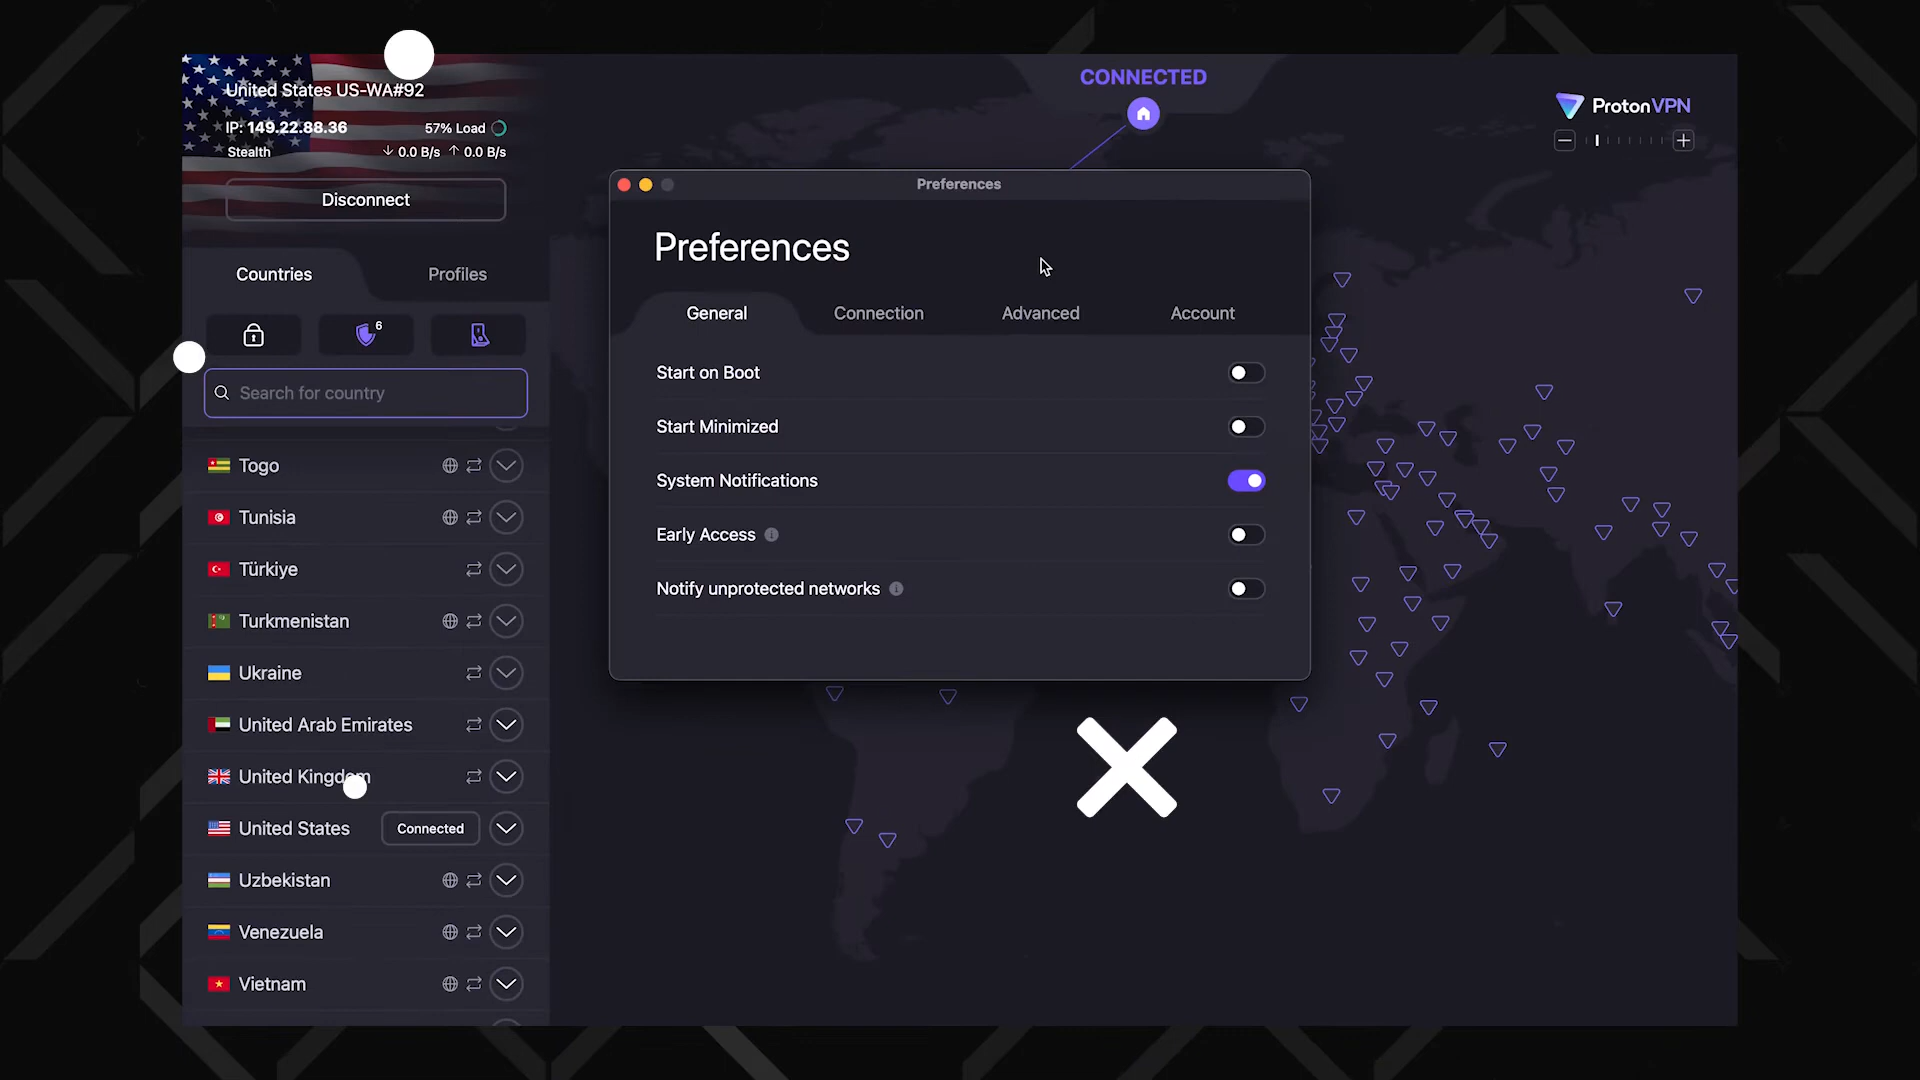 United States US-WA#92
IP: 149.22.88.36
57% Load
Stealth
0.0 B/s
0.0 B/s
Disconnect
Countries
Profiles
6
Search for country
Togo
Tunisia
Türkiye
Turkmenistan
Ukraine
United Arab Emirates
United Kingdom
United States
Connected
Uzbekistan
Venezuela
Vietnam
CONNECTED
ProtonVPN
Preferences
Preferences
General
Connection
Advanced
Account
Start on Boot
Start Minimized
System Notifications
Early Access
Notify unprotected networks